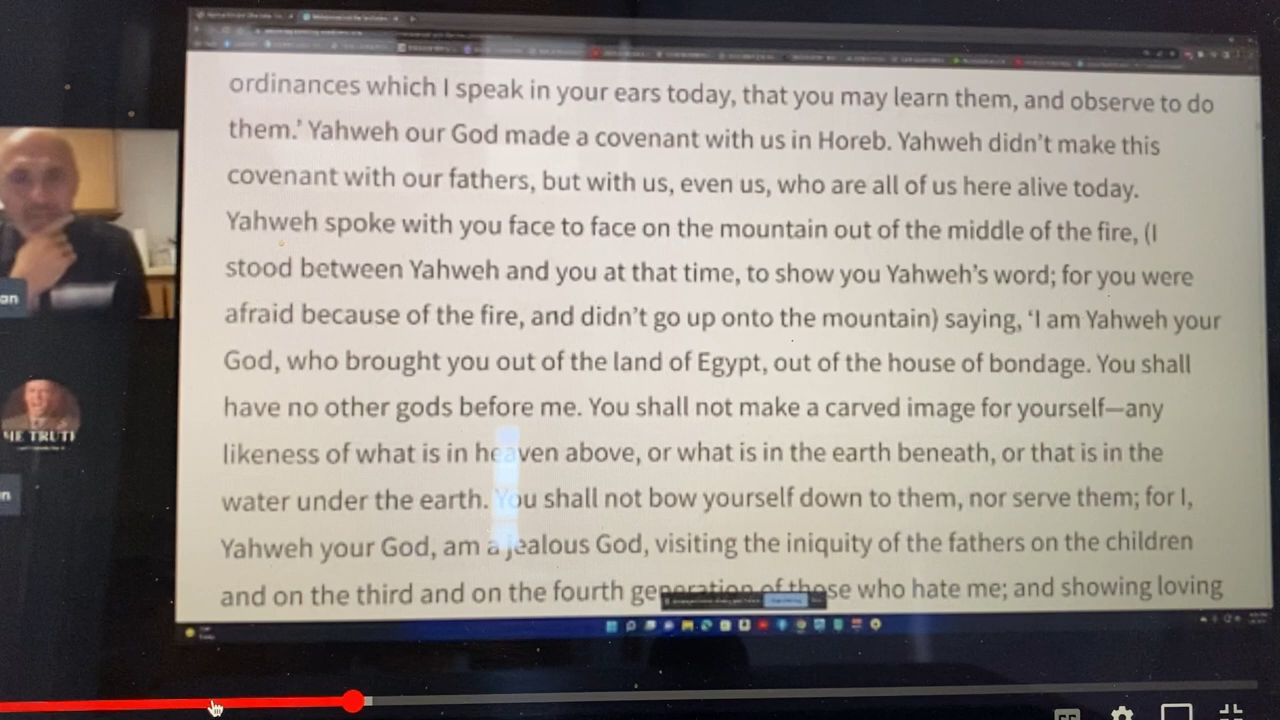 ordinances which I speak in your ears today, that you may learn them, and observe to do
them.’ Yahweh our God made a covenant with us in Horeb. Yahweh didn’t make this
covenant with our fathers, but with us, even us, who are all of us here alive today.
Yahweh spoke with you face to face on the mountain out of the middle of the fire, (I
stood between Yahweh and you at that time, to show you Yahweh’s word; for you were
afraid because of the fire, and didn’t go up onto the mountain) saying, ‘I am Yahweh your
God, who brought you out of the land of Egypt, out of the house of bondage. You shall
have no other gods before me. You shall not make a carved image for yourself—any
likeness of what is in heaven above, or what is in the earth beneath, or that is in the
water under the earth. You shall not bow yourself down to them, nor serve them; for I,
Yahweh your God, am a jealous God, visiting the iniquity of the fathers on the children
and on the third and on the fourth generation of those who hate me; and showing loving
an
HE TRUTH
n
CC